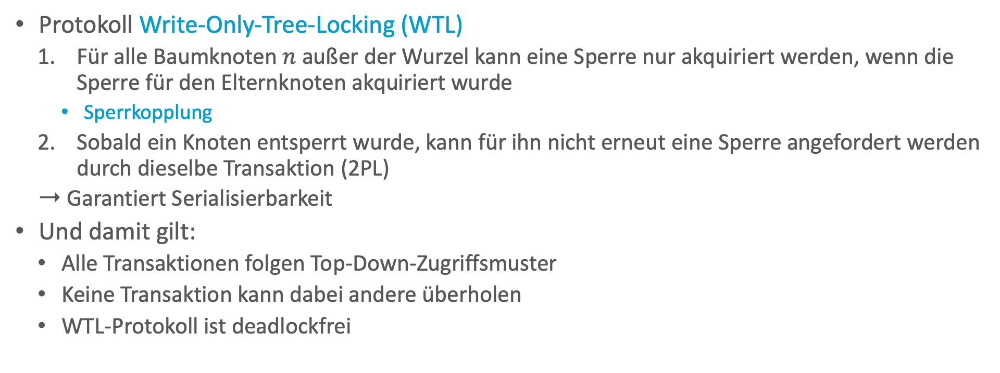 • Protokoll Write-Only-Tree-Locking (WTL)
1. Für alle Baumknoten 𝑛 außer der Wurzel kann eine Sperre nur akquiriert werden, wenn die
Sperre für den Elternknoten akquiriert wurde
• Sperrkopplung
2. Sobald ein Knoten entsperrt wurde, kann für ihn nicht erneut eine Sperre angefordert werden
durch dieselbe Transaktion (2PL)
→ Garantiert Serialisierbarkeit
• Und damit gilt:
• Alle Transaktionen folgen Top-Down-Zugriffsmuster
• Keine Transaktion kann dabei andere überholen
• WTL-Protokoll ist deadlockfrei